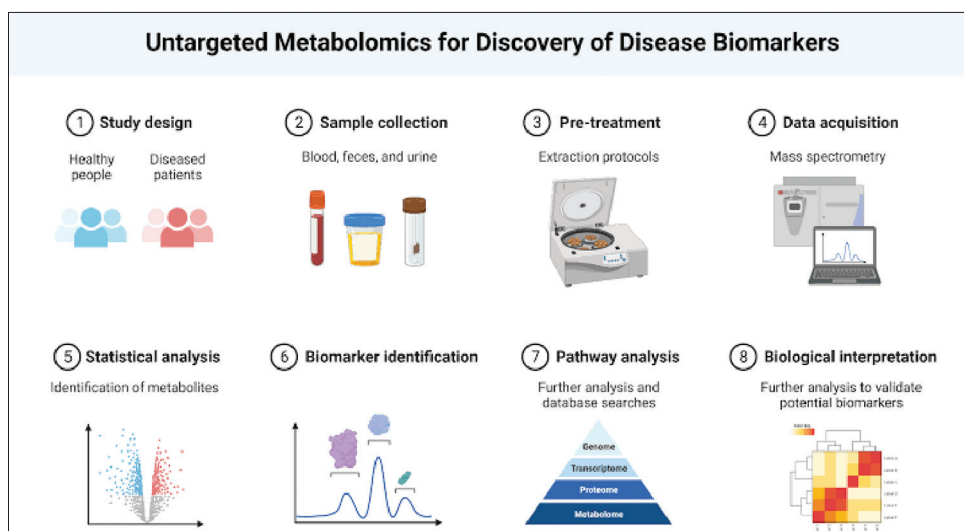 Untargeted Metabolomics for Discovery of Disease Biomarkers
1 Study design
Healthy people
Diseased patients
2 Sample collection
Blood, feces, and urine
3 Pre-treatment
Extraction protocols
4 Data acquisition
Mass spectrometry
5 Statistical analysis
Identification of metabolites
6 Biomarker identification
7 Pathway analysis
Further analysis and
database searches
Genome
Transcriptome
Proteome
Metabolome
8 Biological interpretation
Further analysis to validate
potential biomarkers